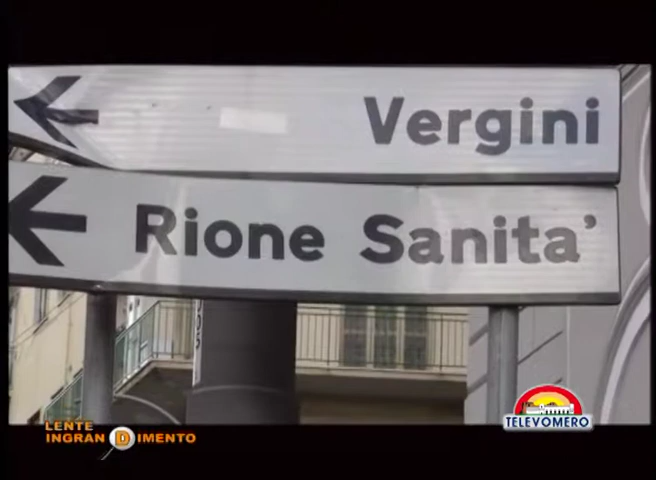 Vergini
Rione Sanita'
LENTE
INGRANDIMENTO
TELEVOMERO